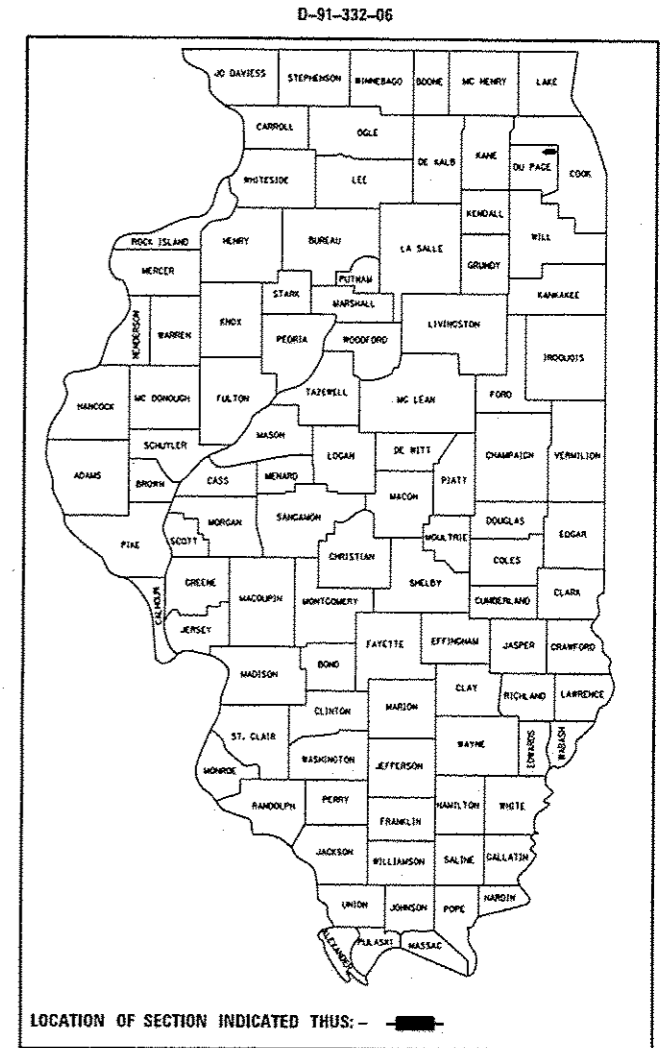 D-91-332-06
JO DAVIESS STEPHENSON WINNEBAGO BOONE MC HENRY LAKE
CARROLL OGLE
DE KALB KANE DU PAGE COOK
WHITESIDE LEE
KENDALL
ROCK ISLAND HENRY BUREAU LA SALLE WILL
MERCER PUTNAM GRUNDY
STARK MARSHALL KANKAKEE
HENDERSON WARREN KNOX PEORIA WOODFORD LIVINGSTON
IROQUOIS
HANCOCK MC DONOUGH FULTON TAZEWELL MC LEAN FORD
MASON
SCHUYLER LOGAN DE WITT CHAMPAIGN VERMILION
ADAMS BROWN CASS MENARD PIATT
MACON
MORGAN SANGAMON DOUGLAS
PIKE SCOTT CHRISTIAN MOULTRIE EDGAR
COLES
GREENE SHELBY
CALHOUN MACOUPIN MONTGOMERY CUMBERLAND CLARK
JERSEY
FAYETTE EFFINGHAM JASPER CRAWFORD
MADISON BOND
CLAY RICHLAND LAWRENCE
CLINTON MARION
ST. CLAIR WAYNE EDWARDS WABASH
WASHINGTON JEFFERSON
MONROE
RANDOLPH PERRY HAMILTON WHITE
FRANKLIN
JACKSON WILLIAMSON SALINE GALLATIN
UNION JOHNSON POPE HARDIN
ALEXANDER PULASKI MASSAC
LOCATION OF SECTION INDICATED THUS: -